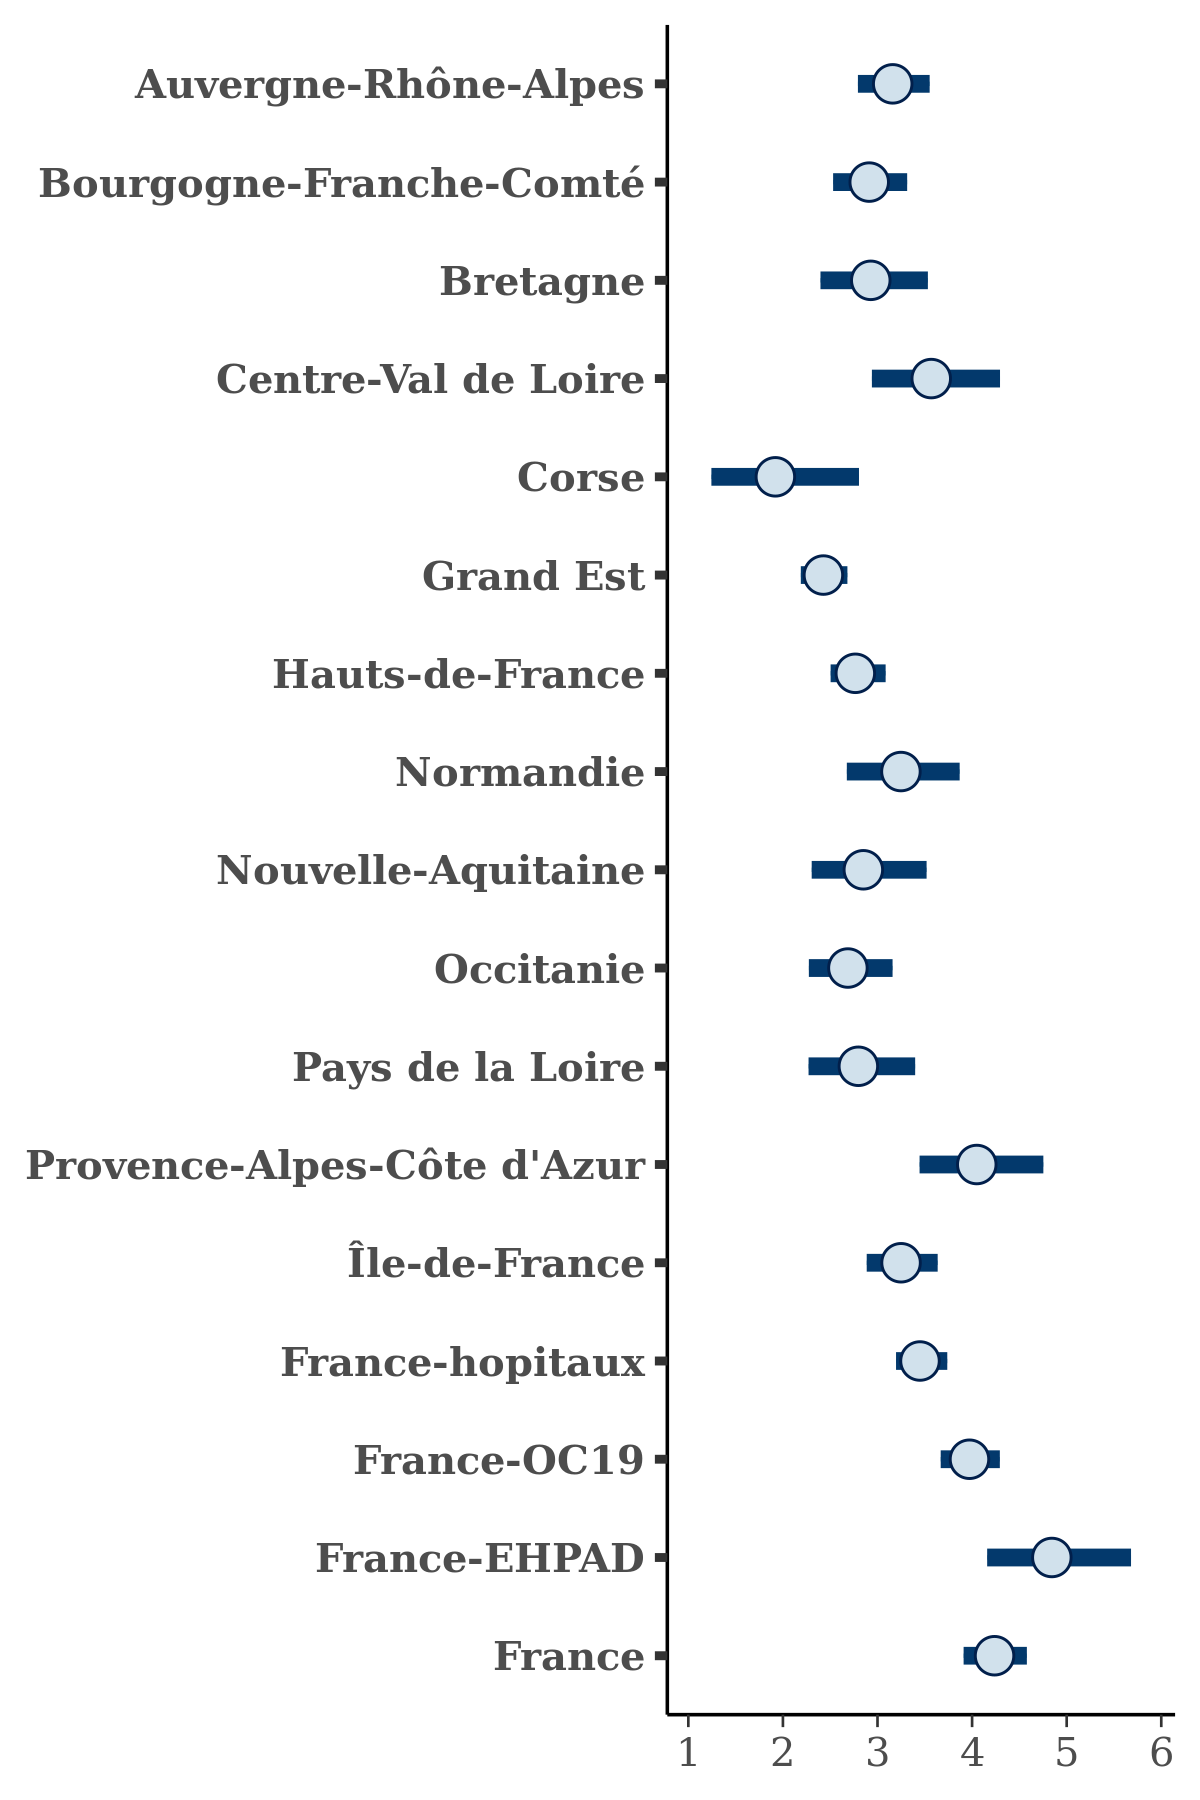 Auvergne-Rhône-Alpes
Bourgogne-Franche-Comté
Bretagne
Centre-Val de Loire
Corse
Grand Est
Hauts-de-France
Normandie
Nouvelle-Aquitaine
Occitanie
Pays de la Loire
Provence-Alpes-Côte d'Azur
Île-de-France
France-hopitaux
France-OC19
France-EHPAD
France
1 2 3 4 5 6